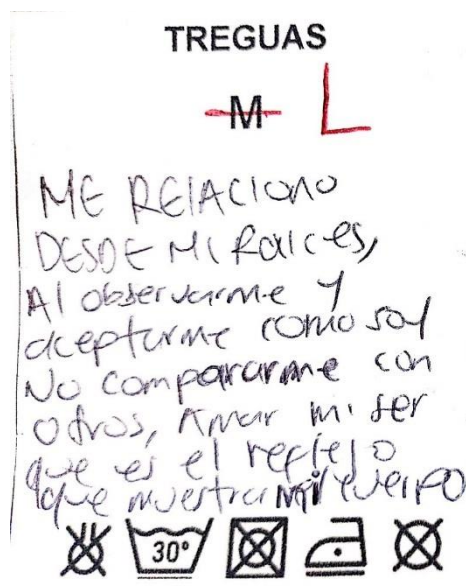 TREGUAS
M L
ME RElACIONO
DESDE MI RAICES,
Al observarme Y
aceptarme como soy
No compararme con
otros, Amar mi ser
que es el reflejo
que muestra mi cuerpo
30°